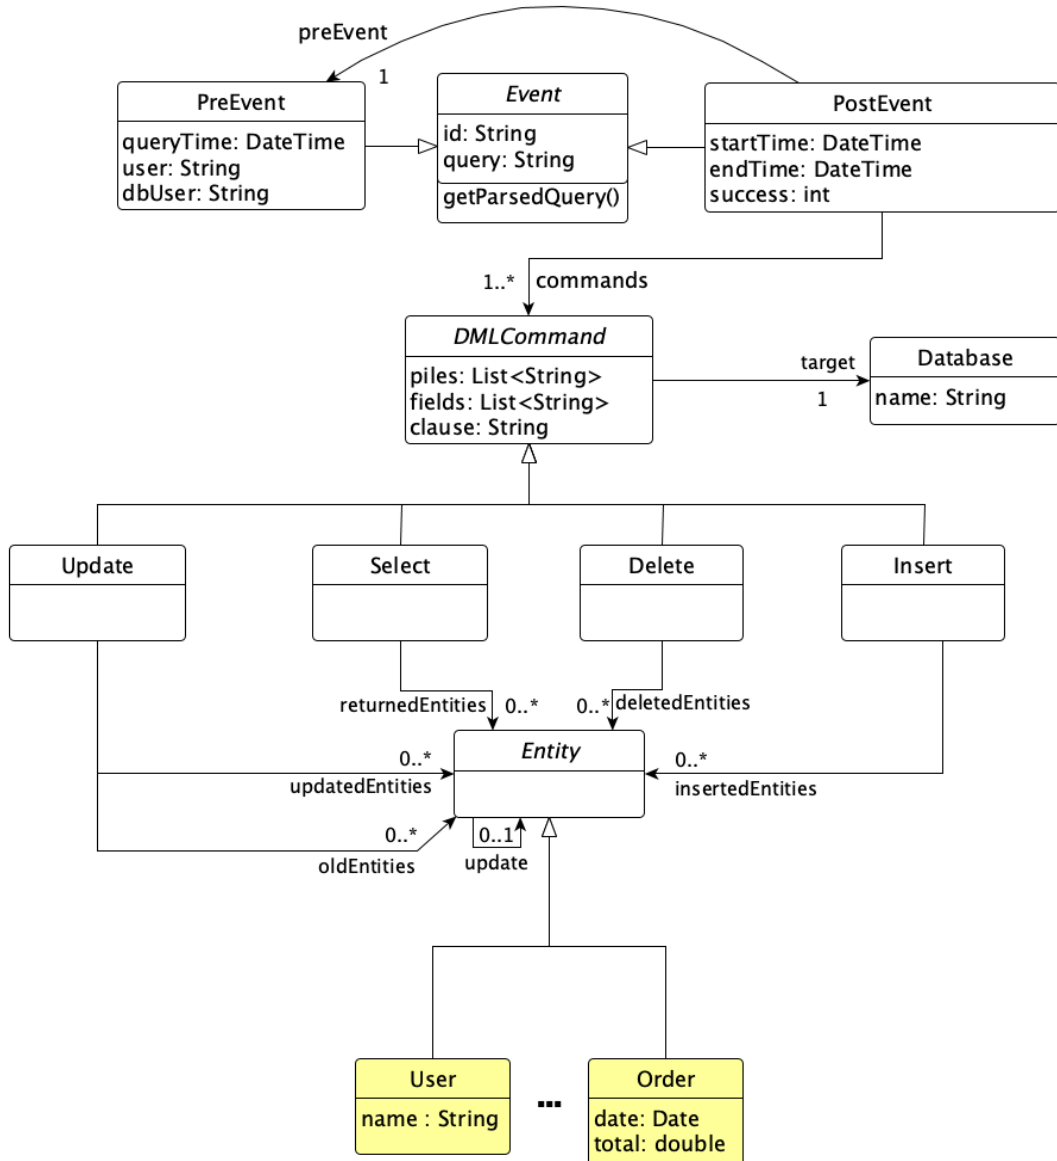 preEvent
1
PreEvent
queryTime: DateTime
user: String
dbUser: String
Event
id: String
query: String
getParsedQuery()
PostEvent
startTime: DateTime
endTime: DateTime
success: int
1..* commands
DMLCommand
piles: List<String>
fields: List<String>
clause: String
target
1
Database
name: String
Update
Select
Delete
Insert
returnedEntities 0..*
0..* deletedEntities
Entity
0..*
updatedEntities
0..*
insertedEntities
0..*
oldEntities
0..1
update
User
name : String
...
Order
date: Date
total: double